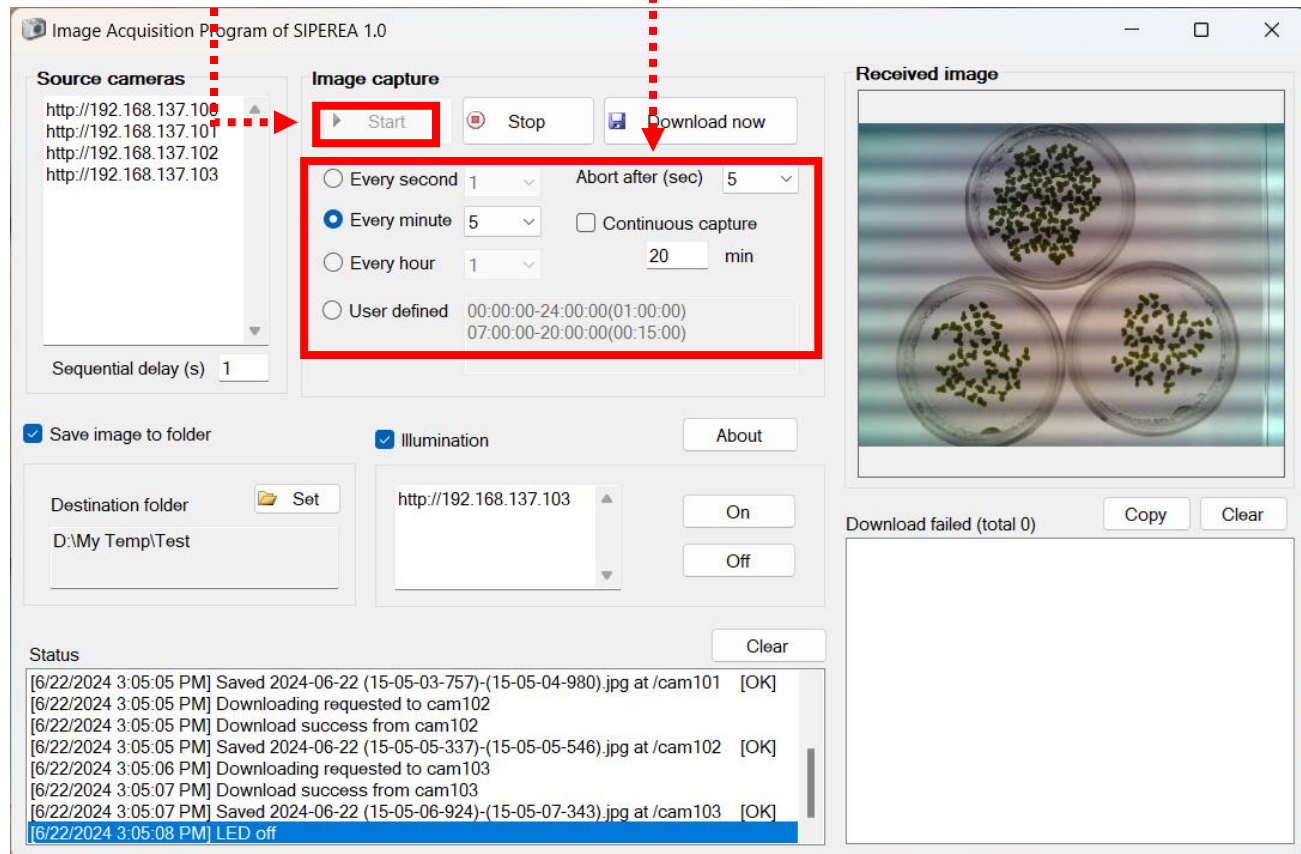 Image Acquisition Program of SIPEREA 1.0
Source cameras
http://192.168.137.100
http://192.168.137.101
http://192.168.137.102
http://192.168.137.103
Sequential delay (s) 1
Image capture
Start Stop Download now
Every second 1 Abort after (sec) 5
Every minute 5 Continuous capture
Every hour 1 20 min
User defined 00:00:00-24:00:00(01:00:00)
07:00:00-20:00:00(00:15:00)
Received image
Save image to folder
Destination folder Set
D:\My Temp\Test
Illumination About
http://192.168.137.103 On
Off
Download failed (total 0) Copy Clear
Status Clear
[6/22/2024 3:05:05 PM] Saved 2024-06-22 (15-05-03-757)-(15-05-04-980).jpg at /cam101 [OK]
[6/22/2024 3:05:05 PM] Downloading requested to cam102
[6/22/2024 3:05:05 PM] Download success from cam102
[6/22/2024 3:05:05 PM] Saved 2024-06-22 (15-05-05-337)-(15-05-05-546).jpg at /cam102 [OK]
[6/22/2024 3:05:06 PM] Downloading requested to cam103
[6/22/2024 3:05:07 PM] Download success from cam103
[6/22/2024 3:05:07 PM] Saved 2024-06-22 (15-05-06-924)-(15-05-07-343).jpg at /cam103 [OK]
[6/22/2024 3:05:08 PM] LED off